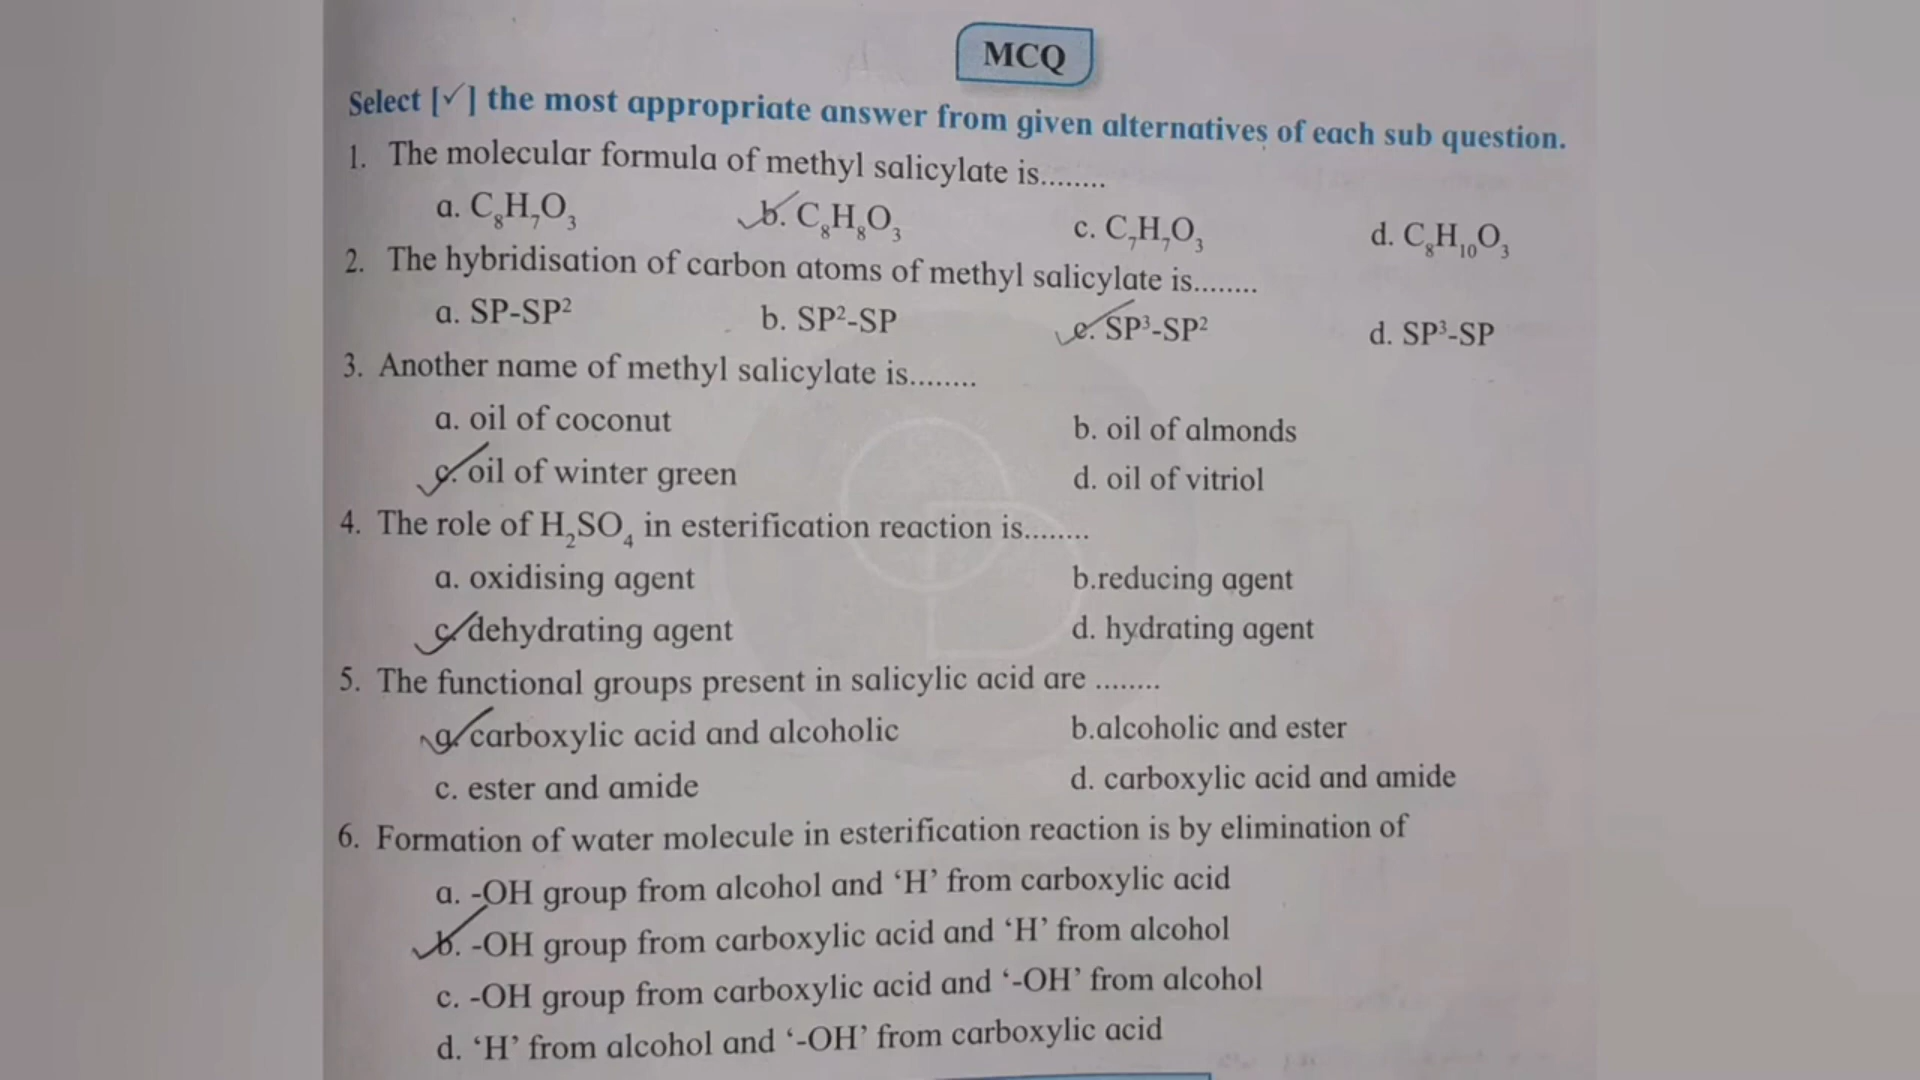 MCQ
Select [✓] the most appropriate answer from given alternatives of each sub question.
1. The molecular formula of methyl salicylate is........
a. C₈H₇O₃ b. C₈H₈O₃ c. C₇H₇O₃ d. C₈H₁₀O₃
2. The hybridisation of carbon atoms of methyl salicylate is........
a. SP-SP² b. SP²-SP c. SP³-SP² d. SP³-SP
3. Another name of methyl salicylate is........
a. oil of coconut b. oil of almonds
c. oil of winter green d. oil of vitriol
4. The role of H₂SO₄ in esterification reaction is........
a. oxidising agent b.reducing agent
c. dehydrating agent d. hydrating agent
5. The functional groups present in salicylic acid are ........
a. carboxylic acid and alcoholic b.alcoholic and ester
c. ester and amide d. carboxylic acid and amide
6. Formation of water molecule in esterification reaction is by elimination of
a. -OH group from alcohol and ‘H’ from carboxylic acid
b. -OH group from carboxylic acid and ‘H’ from alcohol
c. -OH group from carboxylic acid and ‘-OH’ from alcohol
d. ‘H’ from alcohol and ‘-OH’ from carboxylic acid